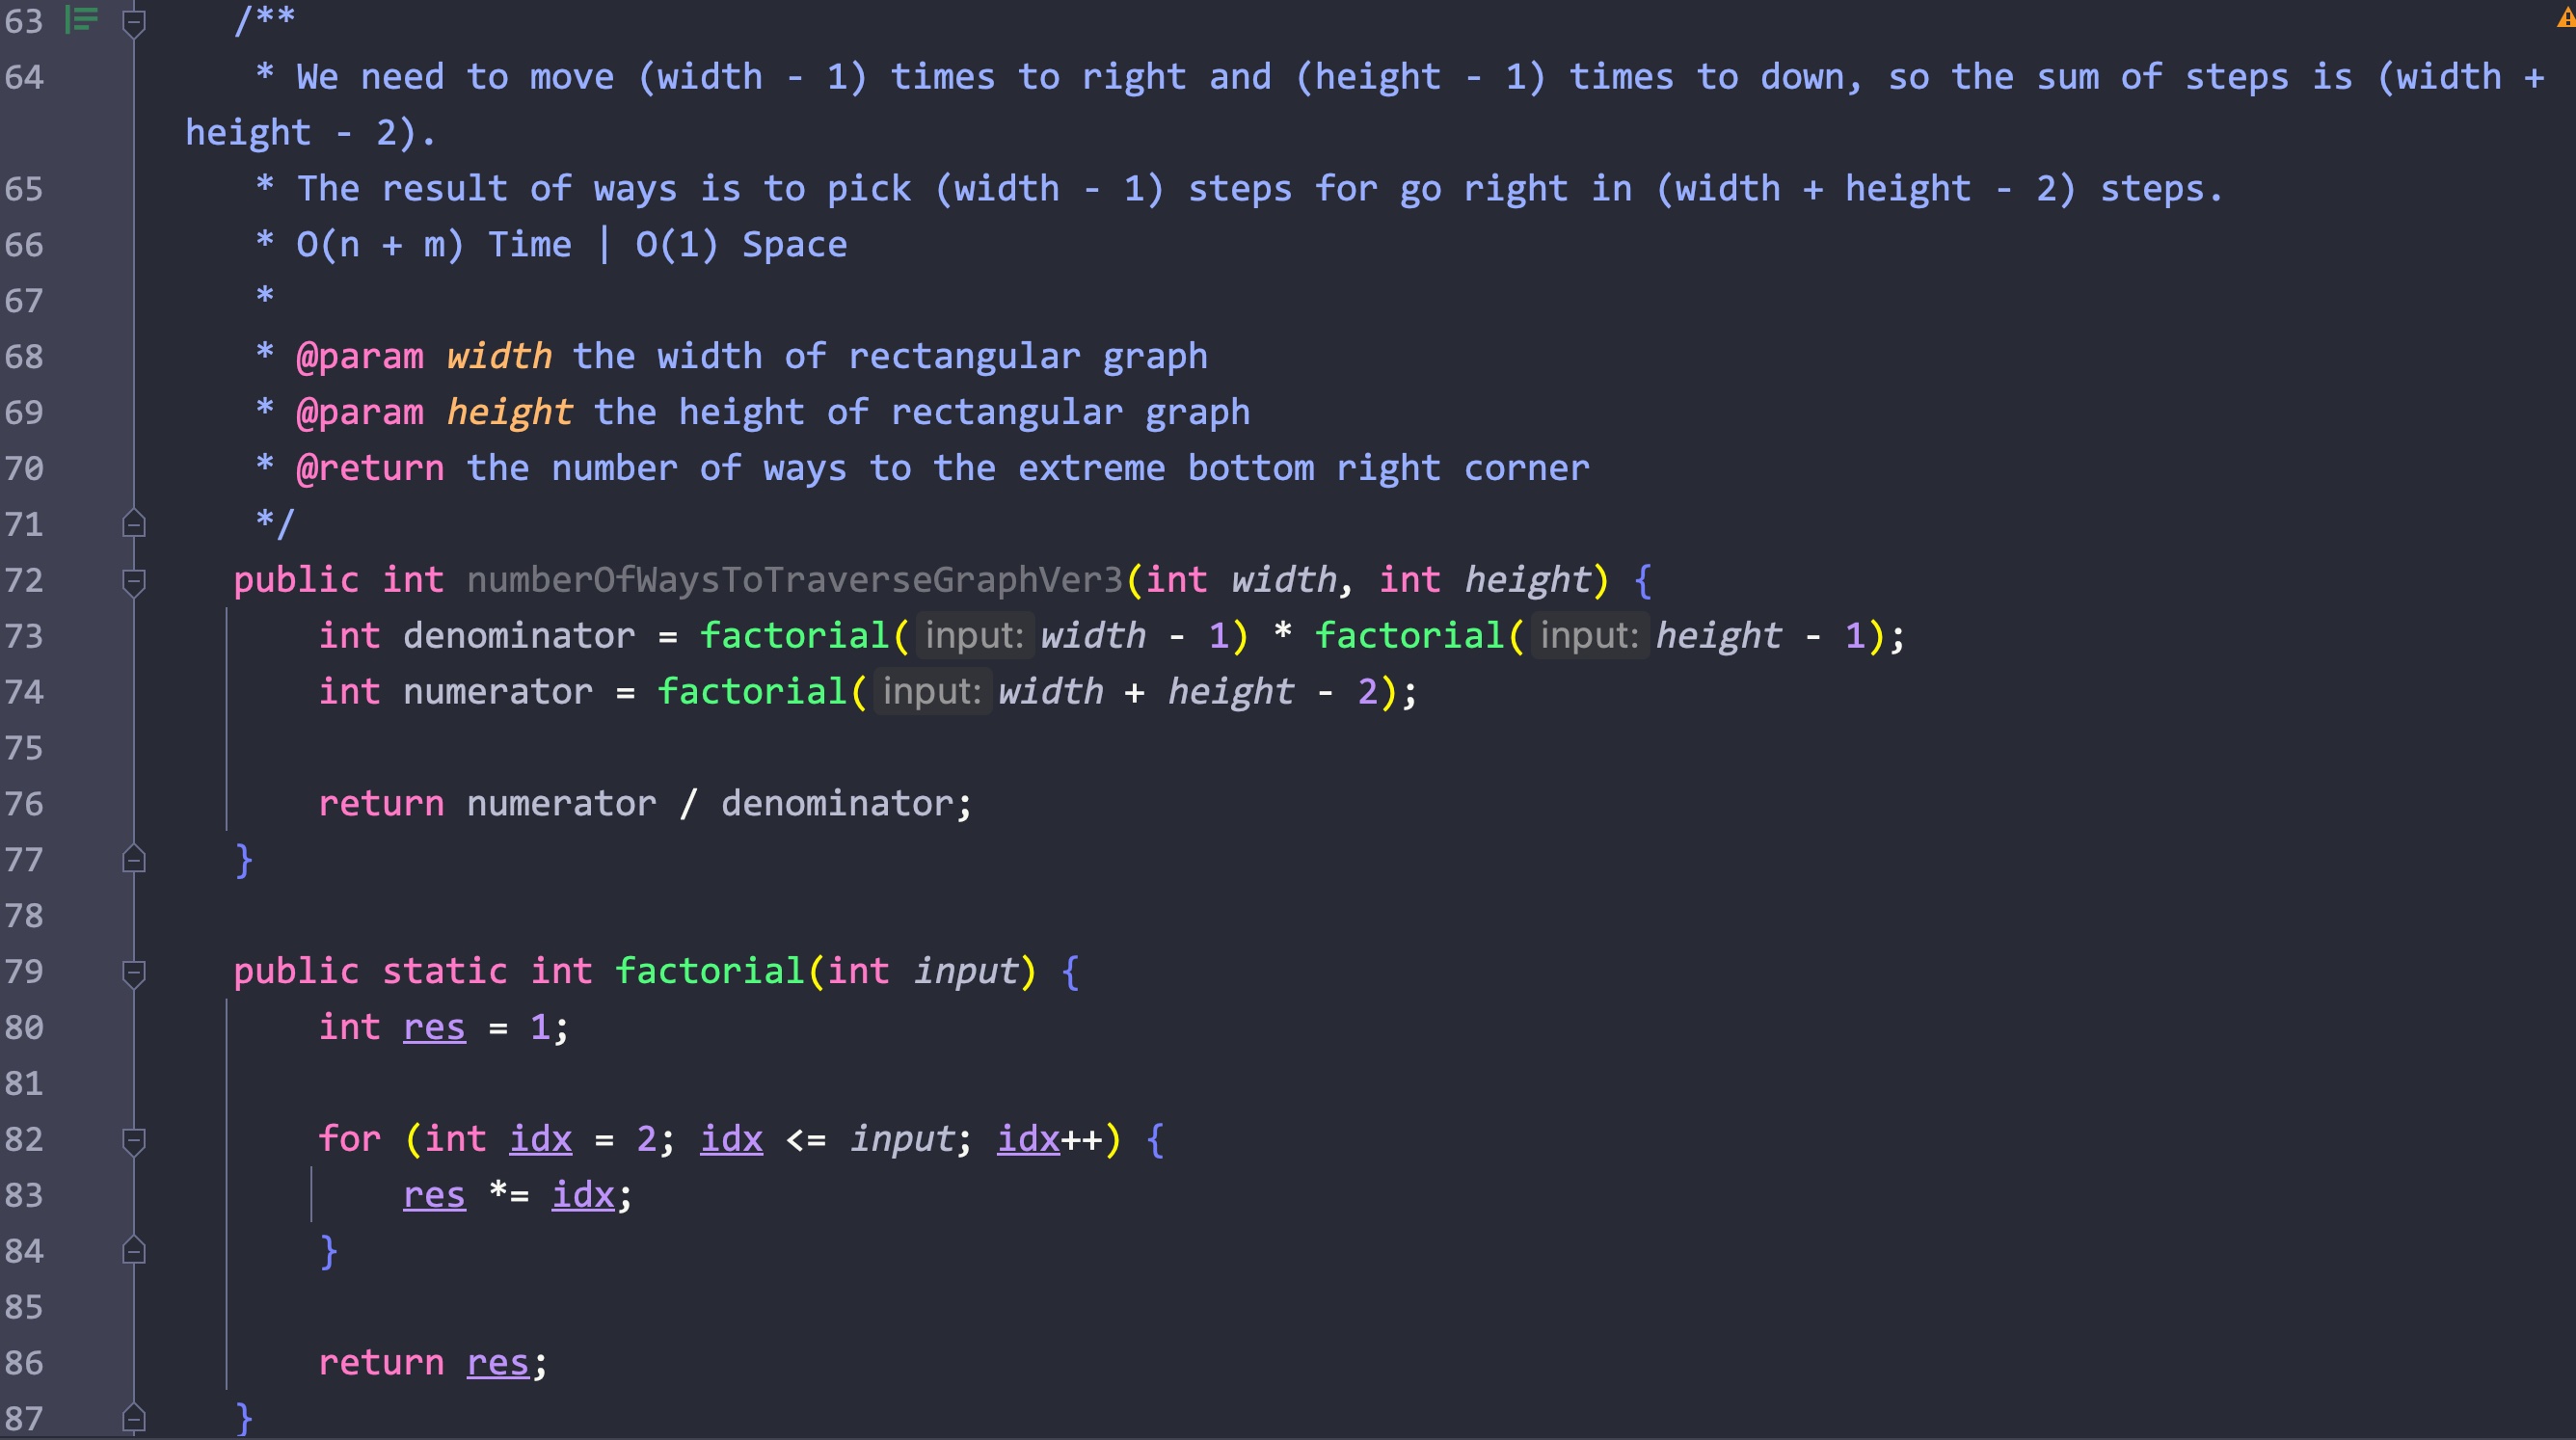 63 /**
64 * We need to move (width - 1) times to right and (height - 1) times to down, so the sum of steps is (width +
height - 2).
65 * The result of ways is to pick (width - 1) steps for go right in (width + height - 2) steps.
66 * O(n + m) Time | O(1) Space
67 *
68 * @param width the width of rectangular graph
69 * @param height the height of rectangular graph
70 * @return the number of ways to the extreme bottom right corner
71 */
72 public int numberOfWaysToTraverseGraphVer3(int width, int height) {
73 int denominator = factorial( input: width - 1) * factorial( input: height - 1);
74 int numerator = factorial( input: width + height - 2);
75
76 return numerator / denominator;
77 }
78
79 public static int factorial(int input) {
80 int res = 1;
81
82 for (int idx = 2; idx <= input; idx++) {
83 res *= idx;
84 }
85
86 return res;
87 }